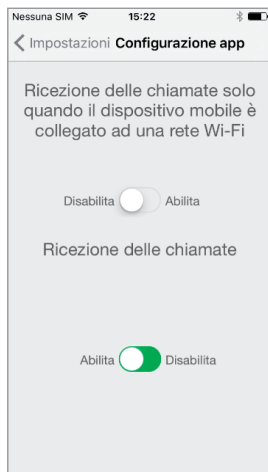 Nessuna SIM 15:22
Impostazioni Configurazione app
Ricezione delle chiamate solo
quando il dispositivo mobile è
collegato ad una rete Wi-Fi
Disabilita Abilita
Ricezione delle chiamate
Abilita Disabilita